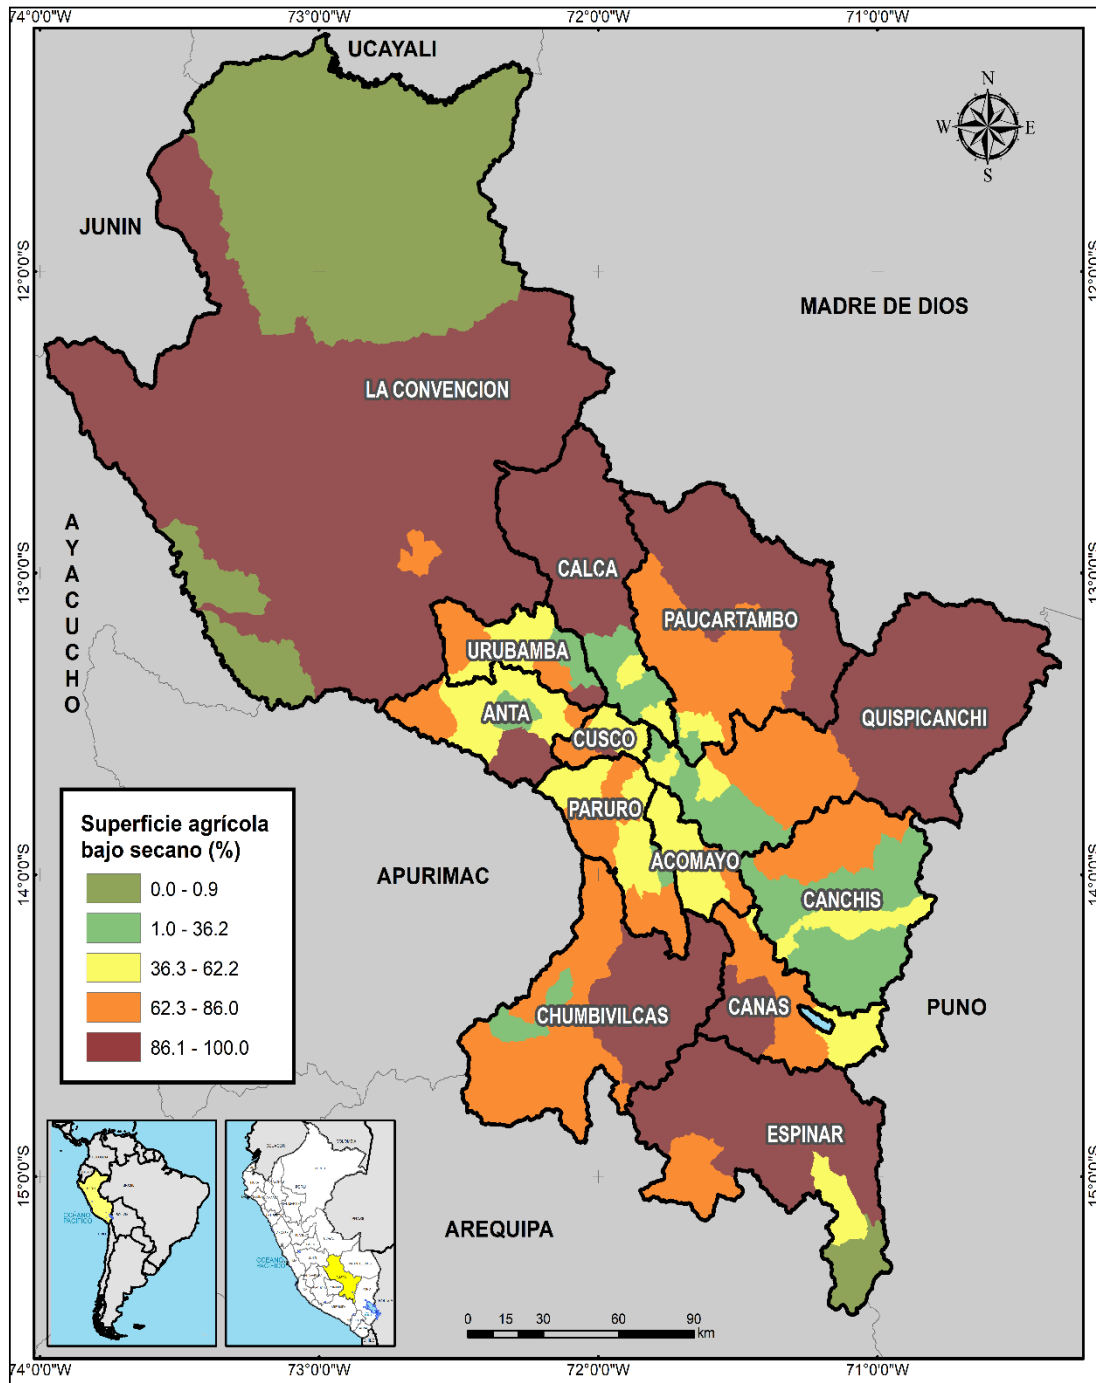 74°0'0"W
73°0'0"W
72°0'0"W
71°0'0"W
UCAYALI
N
W
E
S
JUNIN
12°0'0"S
12°0'0"S
MADRE DE DIOS
LA CONVENCION
AYACUCHO
13°0'0"S
13°0'0"S
CALCA
PAUCARTAMBO
URUBAMBA
ANTA
CUSCO
QUISPICANCHI
PARURO
ACOMAYO
CANCHIS
14°0'0"S
14°0'0"S
APURIMAC
CHUMBIVILCAS
CANAS
PUNO
ESPINAR
15°0'0"S
15°0'0"S
AREQUIPA
Superficie agrícola
bajo secano (%)
0.0 - 0.9
1.0 - 36.2
36.3 - 62.2
62.3 - 86.0
86.1 - 100.0
OCÉANO
PACIFICO
OCEANO
PACIFICO
0 15 30 60 90
km
74°0'0"W
73°0'0"W
72°0'0"W
71°0'0"W